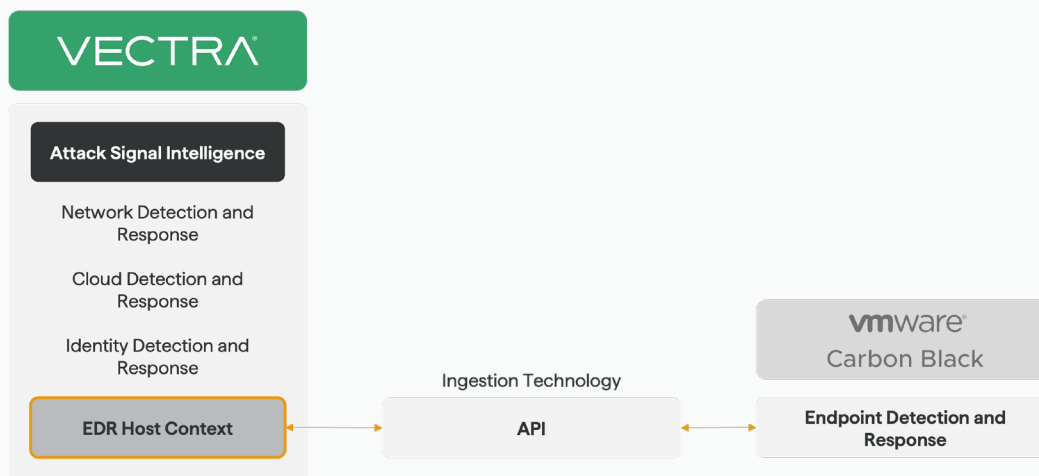 VECTRA®
Attack Signal Intelligence
Network Detection and
Response
Cloud Detection and
Response
Identity Detection and
Response
EDR Host Context
Ingestion Technology
API
vmware®
Carbon Black
Endpoint Detection and
Response